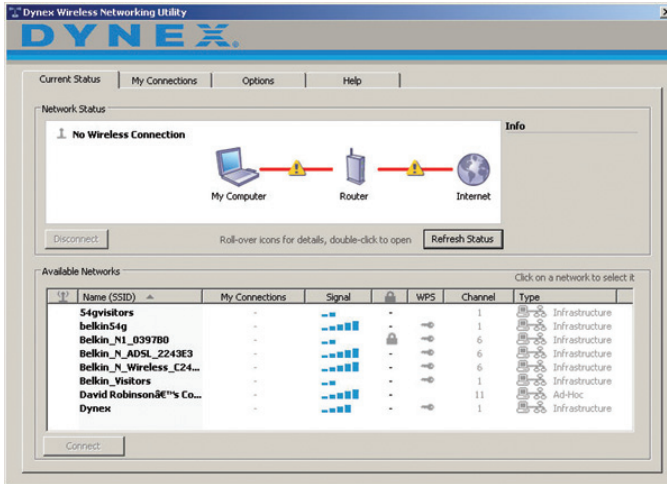 Dynex Wireless Networking Utility
DYNEX.
Current Status My Connections Options Help
Network Status
No Wireless Connection
Info
My Computer Router Internet
Disconnect Roll-over icons for details, double-click to open Refresh Status
Available Networks
Click on a network to select it
Name (SSID) My Connections Signal WPS Channel Type
54gvisitors - - 1 Infrastructure
belkin54g - - 1 Infrastructure
Belkin_N1_0397B0 - 6 Infrastructure
Belkin_N_ADSL_2243E3 - - 6 Infrastructure
Belkin_N_Wireless_C24... - - 6 Infrastructure
Belkin_Visitors - - 1 Infrastructure
David Robinsonâ€™s Co... - - 11 Ad-Hoc
Dynex - - 1 Infrastructure
Connect